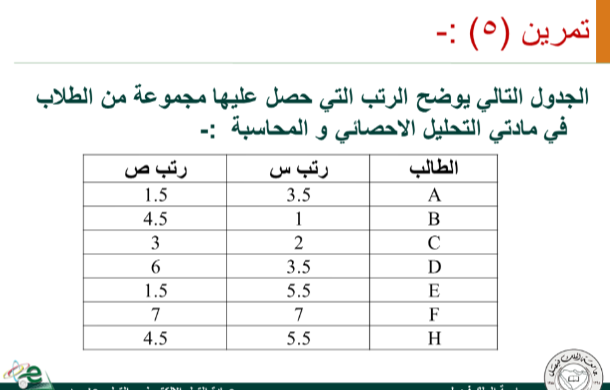 تمرين (٥) :-
الجدول التالي يوضح الرتب التي حصل عليها مجموعة من الطلاب
في مادتي التحليل الاحصائي و المحاسبة :-
الطالب رتب س رتب ص
A 3.5 1.5
B 1 4.5
C 2 3
D 3.5 6
E 5.5 1.5
F 7 7
H 5.5 4.5